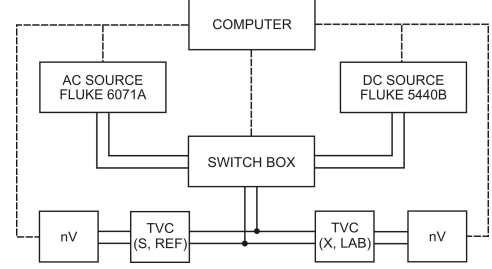 COMPUTER
AC SOURCE
FLUKE 6071A
DC SOURCE
FLUKE 5440B
SWITCH BOX
nV
TVC
(S, REF)
TVC
(X, LAB)
nV